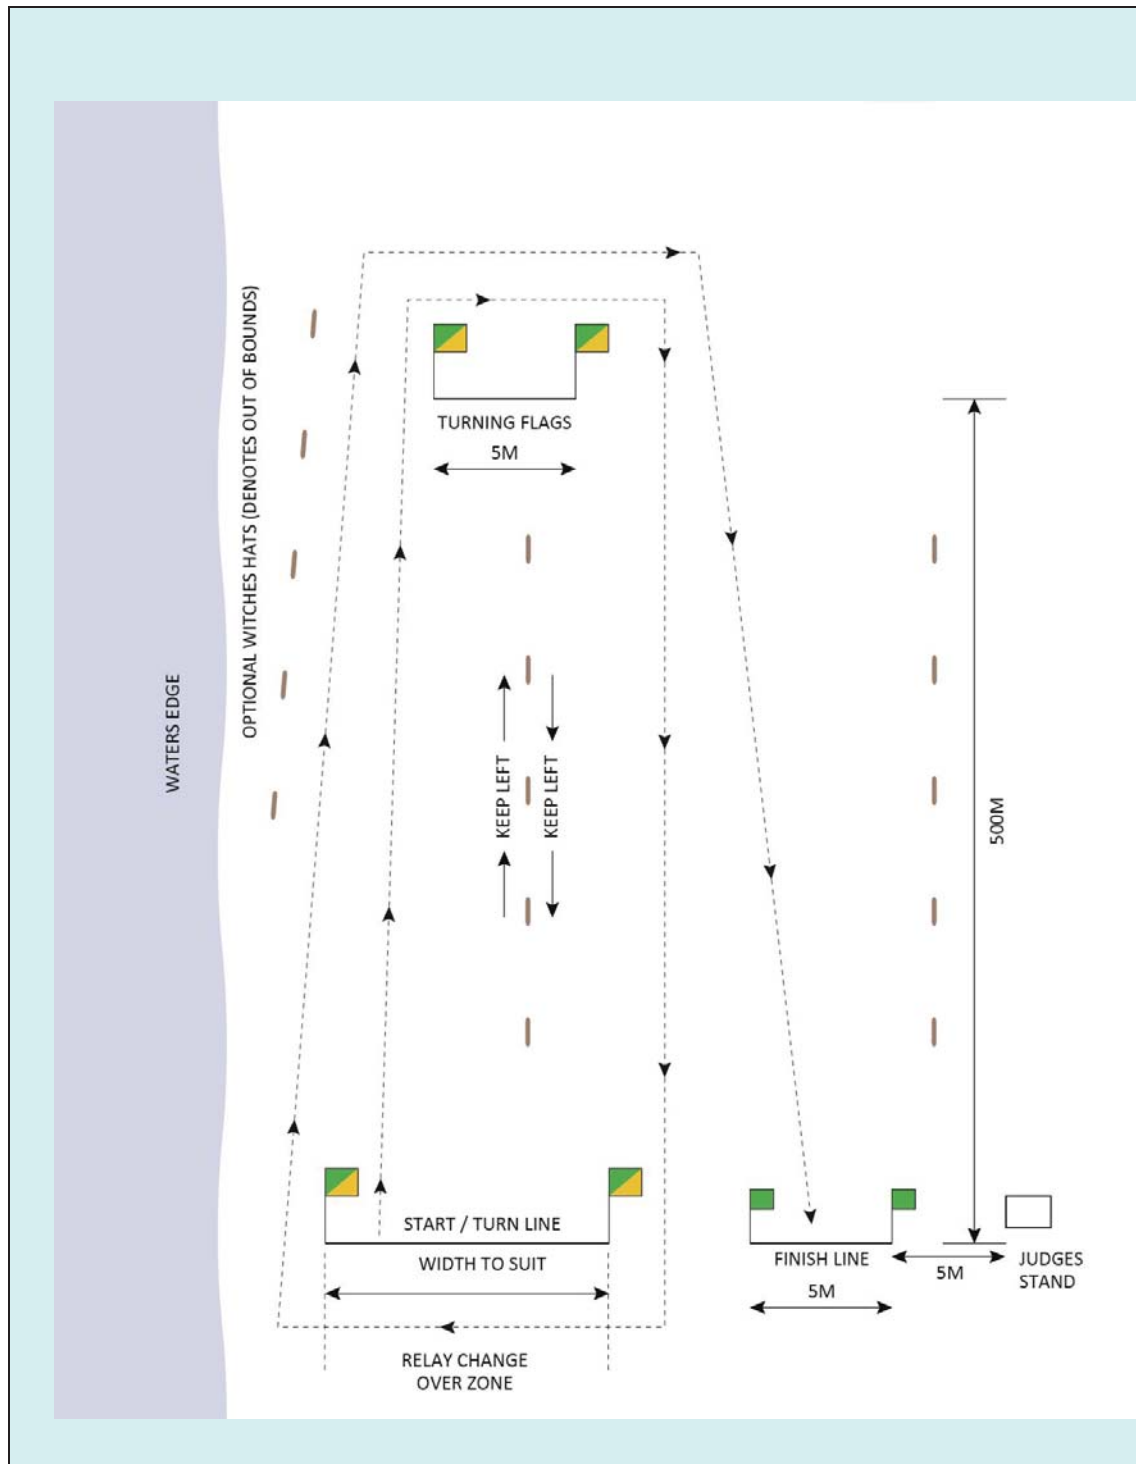 WATERS EDGE
OPTIONAL WITCHES HATS (DENOTES OUT OF BOUNDS)
TURNING FLAGS
5M
KEEP LEFT
KEEP LEFT
500M
START / TURN LINE
WIDTH TO SUIT
RELAY CHANGE
OVER ZONE
FINISH LINE
5M
5M
JUDGES
STAND